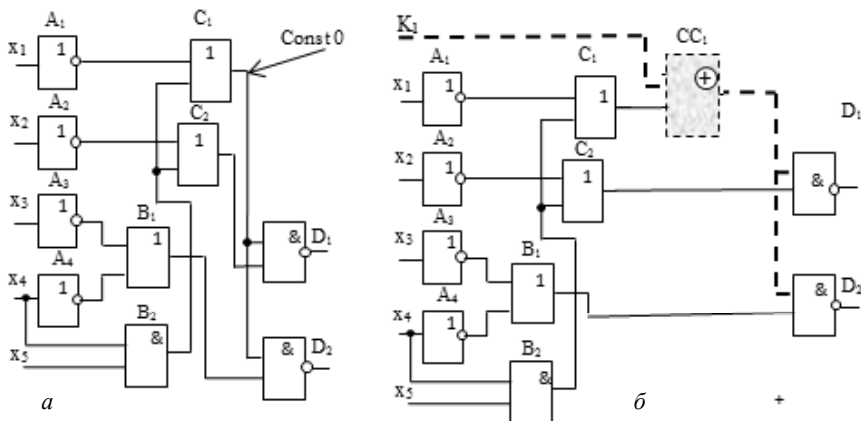 A₁
C₁
x₁
1
1
Const 0
A₂
C₂
x₂
1
1
A₃
x₃
1
B₁
1
&
D₁
A₄
x₄
1
B₂
&
x₅
&
D₂
а
K₁
CC₁
A₁
C₁
x₁
1
1
D₁
A₂
C₂
x₂
1
1
&
A₃
x₃
1
B₁
1
A₄
x₄
1
&
D₂
B₂
&
x₅
б
+